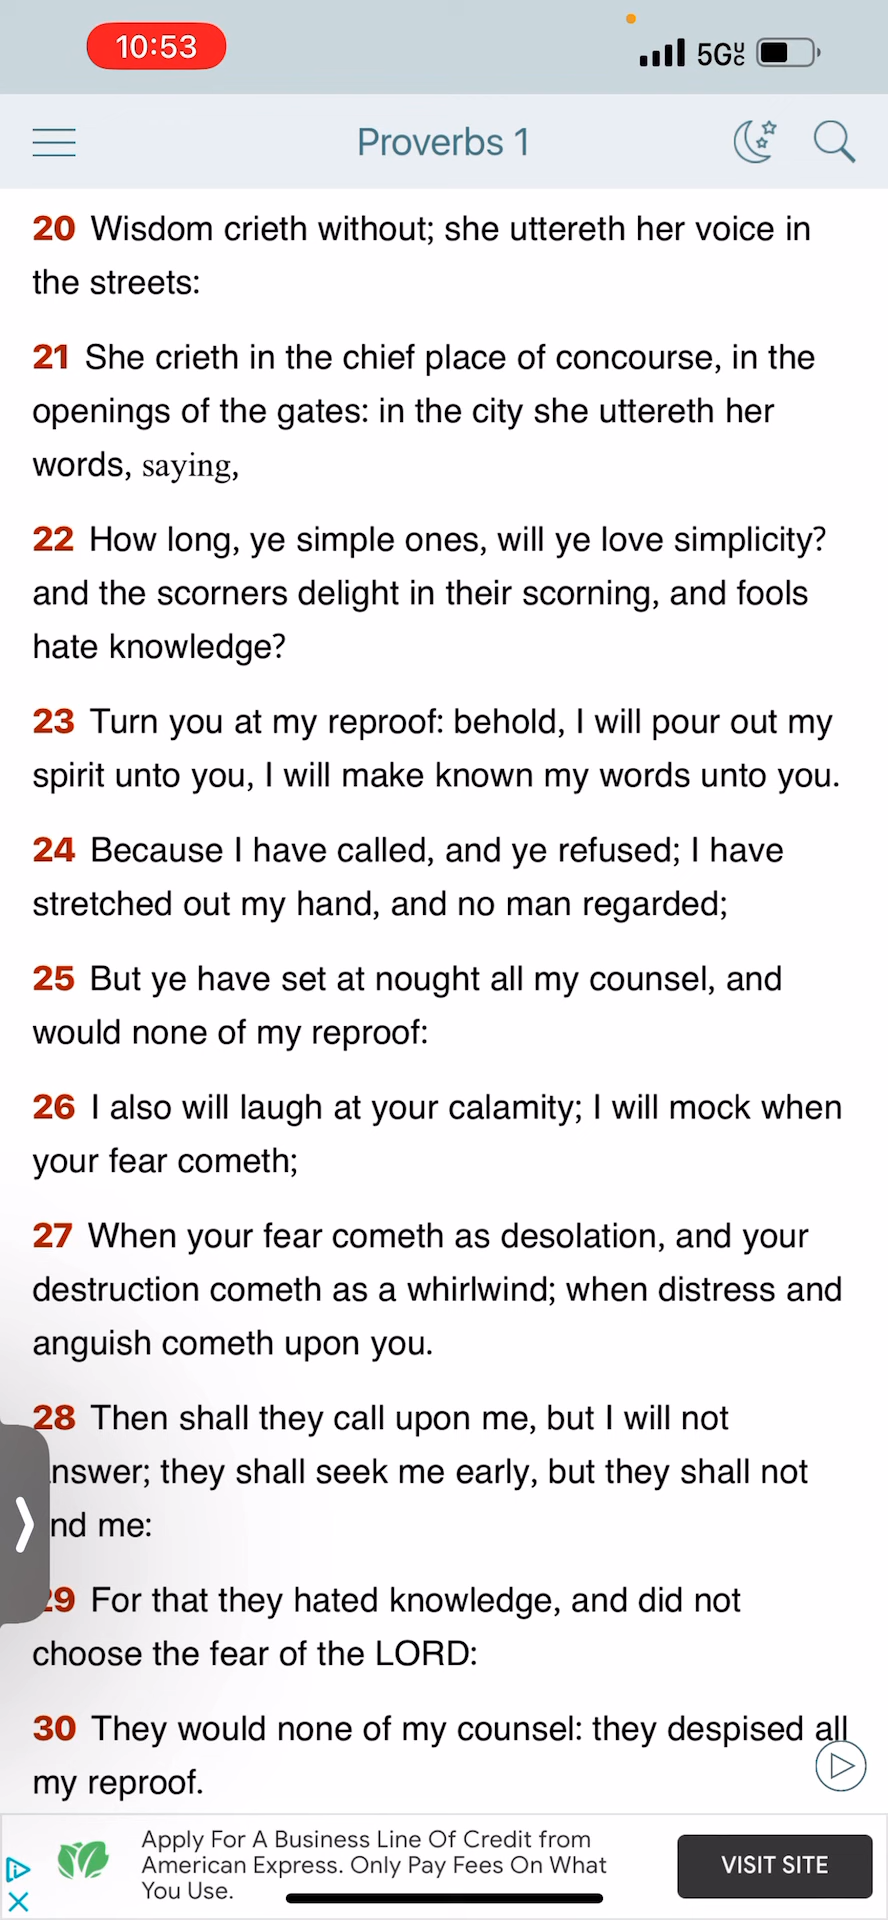 10:53
5G UC
Proverbs 1
20 Wisdom crieth without; she uttereth her voice in
the streets:
21 She crieth in the chief place of concourse, in the
openings of the gates: in the city she uttereth her
words, saying,
22 How long, ye simple ones, will ye love simplicity?
and the scorners delight in their scorning, and fools
hate knowledge?
23 Turn you at my reproof: behold, I will pour out my
spirit unto you, I will make known my words unto you.
24 Because I have called, and ye refused; I have
stretched out my hand, and no man regarded;
25 But ye have set at nought all my counsel, and
would none of my reproof:
26 I also will laugh at your calamity; I will mock when
your fear cometh;
27 When your fear cometh as desolation, and your
destruction cometh as a whirlwind; when distress and
anguish cometh upon you.
28 Then shall they call upon me, but I will not
nswer; they shall seek me early, but they shall not
nd me:
29 For that they hated knowledge, and did not
choose the fear of the LORD:
30 They would none of my counsel: they despised all
my reproof.
Apply For A Business Line Of Credit from
American Express. Only Pay Fees On What
You Use.
VISIT SITE